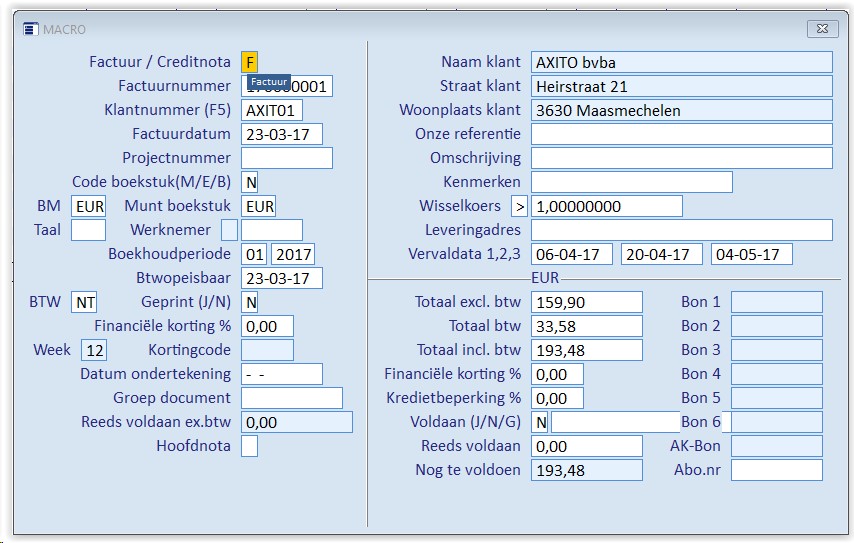 MACRO
Factuur / Creditnota F
Factuur
Factuurnummer 0001
Klantnummer (F5) AXIT01
Factuurdatum 23-03-17
Projectnummer
Code boekstuk(M/E/B) N
BM EUR Munt boekstuk EUR
Taal Werknemer
Boekhoudperiode 01 2017
Btwopeisbaar 23-03-17
BTW NT Geprint (J/N) N
Financiële korting % 0,00
Week 12 Kortingcode
Datum ondertekening - -
Groep document
Reeds voldaan ex.btw 0,00
Hoofdnota
Naam klant AXITO bvba
Straat klant Heirstraat 21
Woonplaats klant 3630 Maasmechelen
Onze referentie
Omschrijving
Kenmerken
Wisselkoers > 1,00000000
Leveringadres
Vervaldata 1,2,3 06-04-17 20-04-17 04-05-17
EUR
Totaal excl. btw 159,90 Bon 1
Totaal btw 33,58 Bon 2
Totaal incl. btw 193,48 Bon 3
Financiële korting % 0,00 Bon 4
Kredietbeperking % 0,00 Bon 5
Voldaan (J/N/G) N Bon 6
Reeds voldaan 0,00 AK-Bon
Nog te voldoen 193,48 Abo.nr